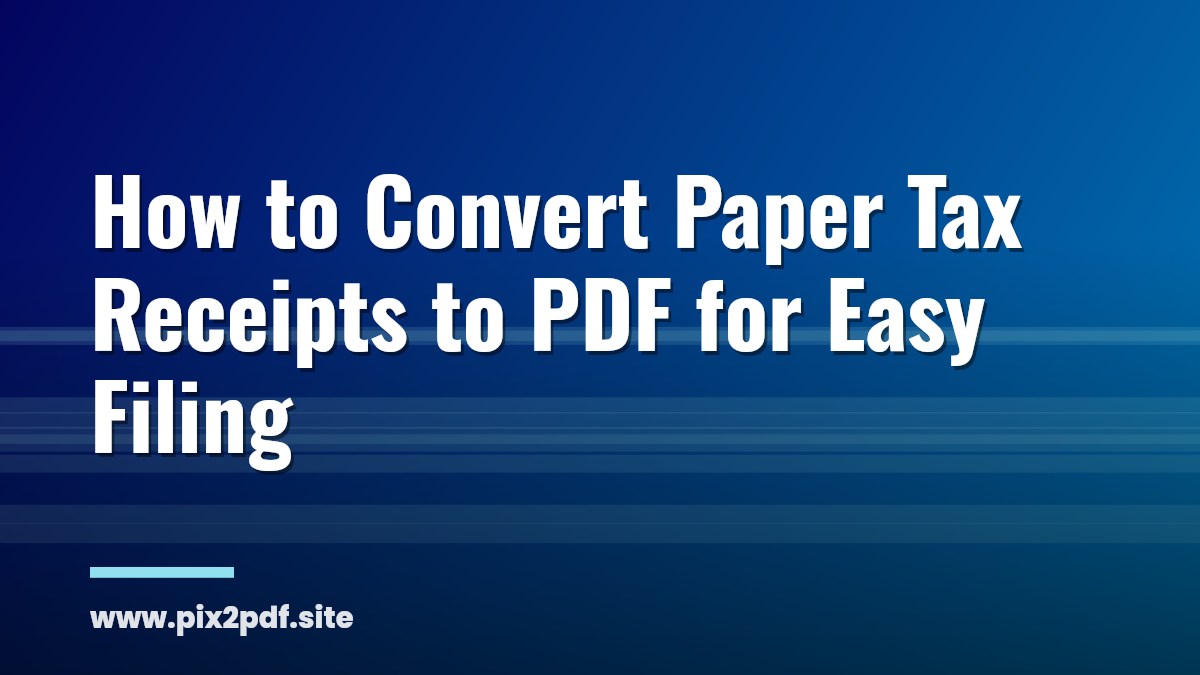 How to Convert Paper Tax
Receipts to PDF for Easy
Filing
www.pix2pdf.site